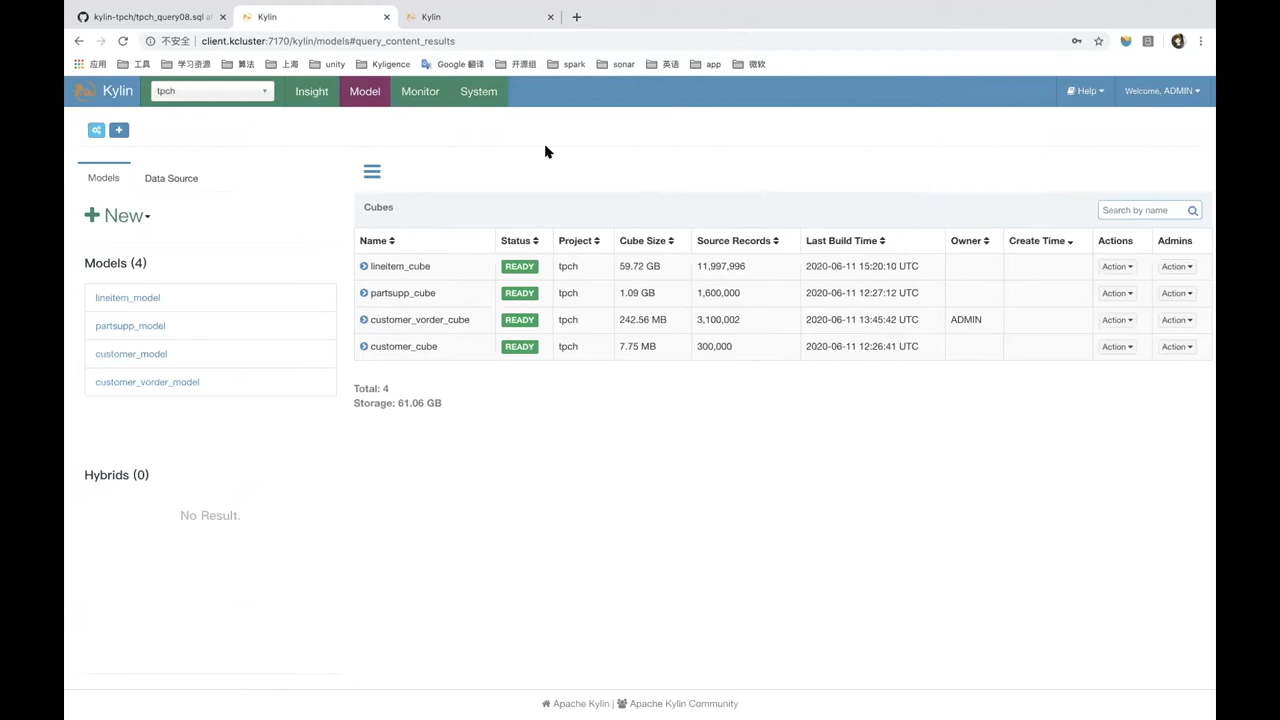 kylin-tpch/tpch_query08.sql at
Kylin
Kylin
不安全 client.kcluster:7170/kylin/models#query_content_results
应用 工具 学习资源 算法 上海 unity Kyligence Google 翻译 开源组 spark sonar 英语 app 微软
Kylin tpch Insight Model Monitor System Help Welcome, ADMIN
Models Data Source
New
Models (4)
lineitem_model
partsupp_model
customer_model
customer_vorder_model
Hybrids (0)
No Result.
Cubes Search by name
Name Status Project Cube Size Source Records Last Build Time Owner Create Time Actions Admins
lineitem_cube READY tpch 59.72 GB 11,997,996 2020-06-11 15:20:10 UTC Action Action
partsupp_cube READY tpch 1.09 GB 1,600,000 2020-06-11 12:27:12 UTC Action Action
customer_vorder_cube READY tpch 242.56 MB 3,100,002 2020-06-11 13:45:42 UTC ADMIN Action Action
customer_cube READY tpch 7.75 MB 300,000 2020-06-11 12:26:41 UTC Action Action
Total: 4
Storage: 61.06 GB
Apache Kylin | Apache Kylin Community